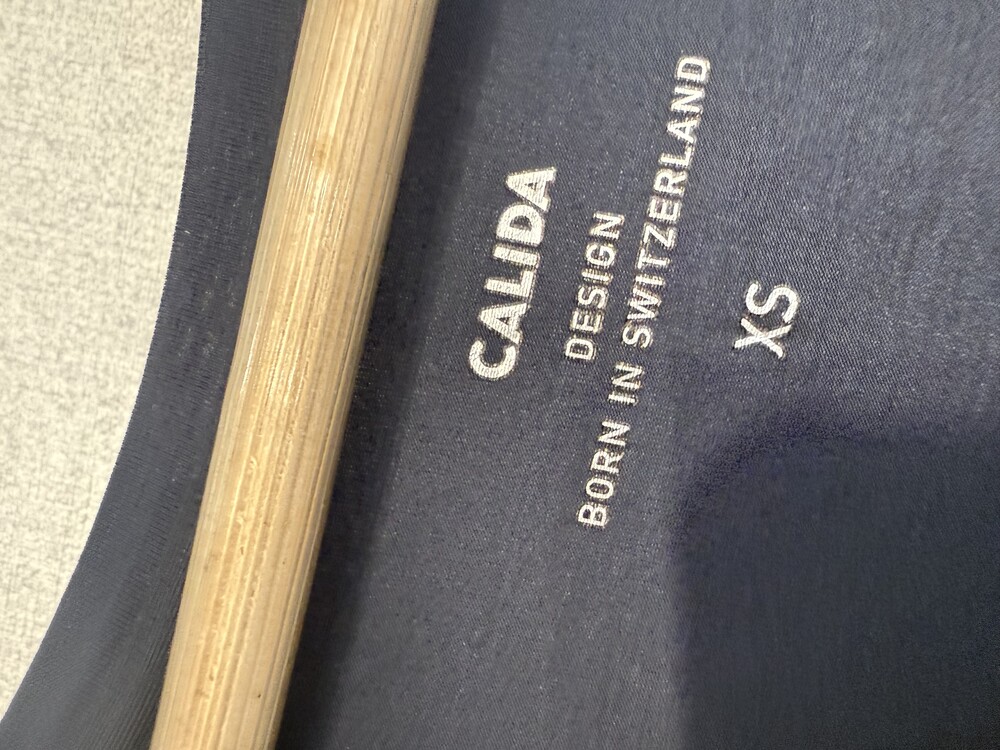 CALIDA
DESIGN
BORN IN SWITZERLAND
XS